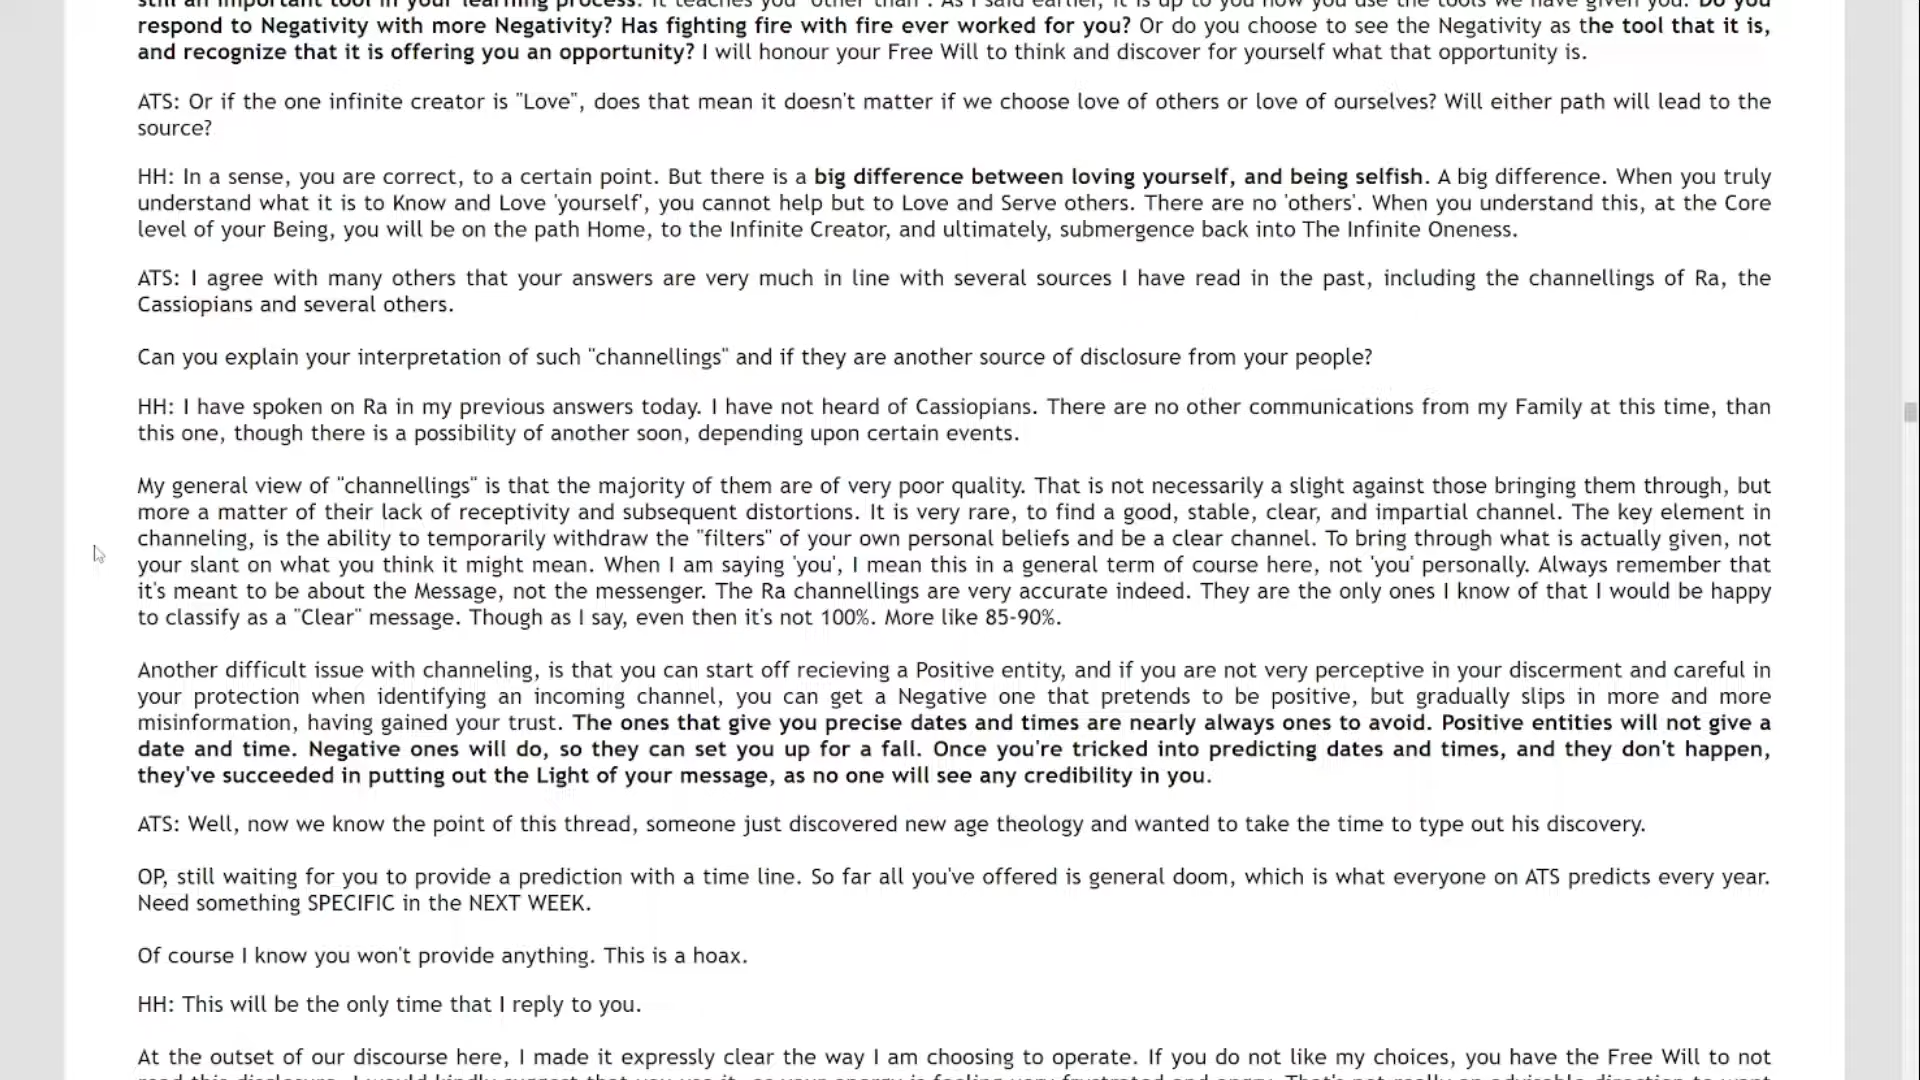 still an important tool in your learning process. It teaches you "other than". As I said earlier, it is up to you how you use the tools we have given you. Do you
respond to Negativity with more Negativity? Has fighting fire with fire ever worked for you? Or do you choose to see the Negativity as the tool that it is,
and recognize that it is offering you an opportunity? I will honour your Free Will to think and discover for yourself what that opportunity is.
ATS: Or if the one infinite creator is "Love", does that mean it doesn't matter if we choose love of others or love of ourselves? Will either path will lead to the
source?
HH: In a sense, you are correct, to a certain point. But there is a big difference between loving yourself, and being selfish. A big difference. When you truly
understand what it is to Know and Love 'yourself', you cannot help but to Love and Serve others. There are no 'others'. When you understand this, at the Core
level of your Being, you will be on the path Home, to the Infinite Creator, and ultimately, submergence back into The Infinite Oneness.
ATS: I agree with many others that your answers are very much in line with several sources I have read in the past, including the channellings of Ra, the
Cassiopians and several others.
Can you explain your interpretation of such "channellings" and if they are another source of disclosure from your people?
HH: I have spoken on Ra in my previous answers today. I have not heard of Cassiopians. There are no other communications from my Family at this time, than
this one, though there is a possibility of another soon, depending upon certain events.
My general view of "channellings" is that the majority of them are of very poor quality. That is not necessarily a slight against those bringing them through, but
more a matter of their lack of receptivity and subsequent distortions. It is very rare, to find a good, stable, clear, and impartial channel. The key element in
channeling, is the ability to temporarily withdraw the "filters" of your own personal beliefs and be a clear channel. To bring through what is actually given, not
your slant on what you think it might mean. When I am saying 'you', I mean this in a general term of course here, not 'you' personally. Always remember that
it's meant to be about the Message, not the messenger. The Ra channellings are very accurate indeed. They are the only ones I know of that I would be happy
to classify as a "Clear" message. Though as I say, even then it's not 100%. More like 85-90%.
Another difficult issue with channeling, is that you can start off recieving a Positive entity, and if you are not very perceptive in your discerment and careful in
your protection when identifying an incoming channel, you can get a Negative one that pretends to be positive, but gradually slips in more and more
misinformation, having gained your trust. The ones that give you precise dates and times are nearly always ones to avoid. Positive entities will not give a
date and time. Negative ones will do, so they can set you up for a fall. Once you're tricked into predicting dates and times, and they don't happen,
they've succeeded in putting out the Light of your message, as no one will see any credibility in you.
ATS: Well, now we know the point of this thread, someone just discovered new age theology and wanted to take the time to type out his discovery.
OP, still waiting for you to provide a prediction with a time line. So far all you've offered is general doom, which is what everyone on ATS predicts every year.
Need something SPECIFIC in the NEXT WEEK.
Of course I know you won't provide anything. This is a hoax.
HH: This will be the only time that I reply to you.
At the outset of our discourse here, I made it expressly clear the way I am choosing to operate. If you do not like my choices, you have the Free Will to not